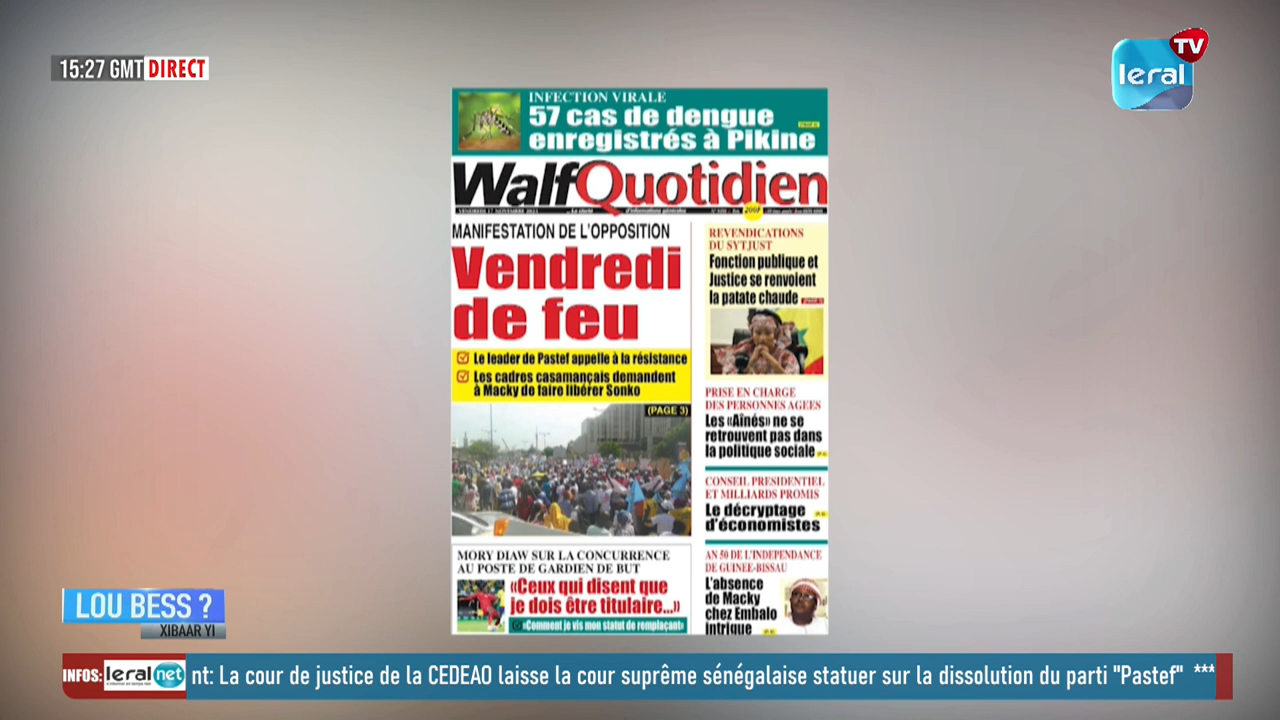 15:27 GMT DIRECT
leral TV
INFECTION VIRALE
57 cas de dengue
enregistrés à Pikine
WalfQuotidien
VENDREDI 17 NOVEMBRE 2023
MANIFESTATION DE L'OPPOSITION
Vendredi
de feu
Le leader de Pastef appelle à la résistance
Les cadres casamançais demandent
à Macky de faire libérer Sonko
(PAGE 3)
MORY DIAW SUR LA CONCURRENCE
AU POSTE DE GARDIEN DE BUT
«Ceux qui disent que
je dois être titulaire...»
«Comment je vis mon statut de remplaçant»
REVENDICATIONS
DU SYTJUST
Fonction publique et
Justice se renvoient
la patate chaude
PRISE EN CHARGE
DES PERSONNES AGEES
Les «Aînés» ne se
retrouvent pas dans
la politique sociale
CONSEIL PRESIDENTIEL
ET MILLIARDS PROMIS
Le décryptage
d'économistes
AN 50 DE L'INDEPENDANCE
DE GUINEE-BISSAU
L'absence
de Macky
chez Embalo
intrigue
LOU BESS ?
XIBAAR YI
INFOS: leral net nt: La cour de justice de la CEDEAO laisse la cour suprême sénégalaise statuer sur la dissolution du parti "Pastef" ***